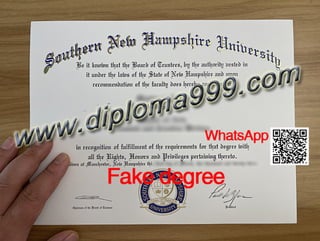 Southern New Hampshire University
Be it known that the Board of Trustees, by the authority vested in
it under the laws of the State of New Hampshire and upon
recommendation of the faculty does hereby
www.diploma999.com
WhatsApp
in recognition of fulfillment of the requirements for that degree with
all the Rights, Honors and Privileges pertaining thereto.
Manchester, New Hampshire
Fake degree